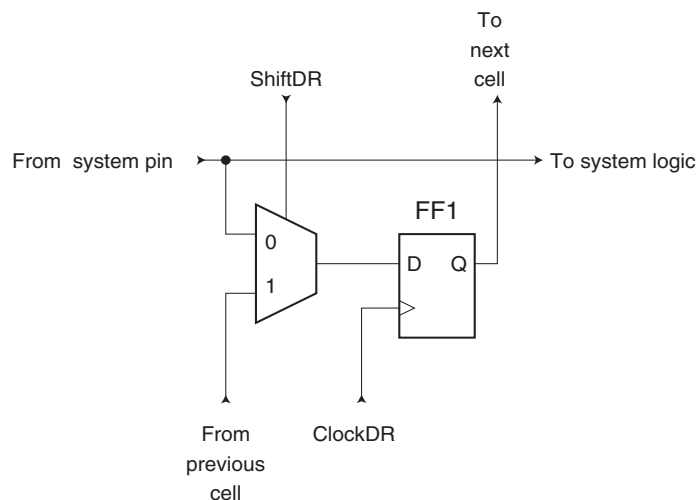 To
next
cell
ShiftDR
From system pin
To system logic
FF1
0
D Q
1
From
previous
cell
ClockDR